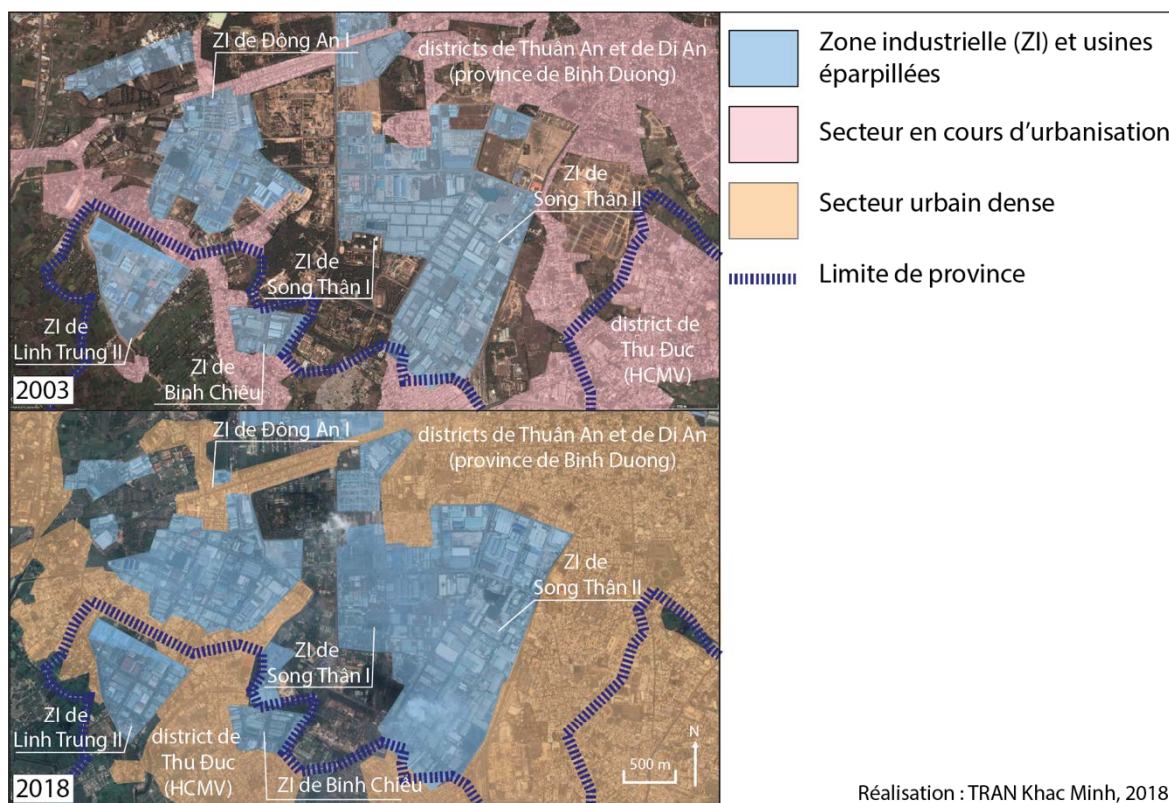 ZI de Đông An I
districts de Thuân An et de Di An
(province de Binh Duong)
ZI de
Song Thân II
ZI de
Song Thân I
ZI de
Linh Trung II
ZI de
Binh Chiêu
district de
Thu Đuc
(HCMV)
2003
ZI de Đông An I
districts de Thuân An et de Di An
(province de Binh Duong)
ZI de
Song Thân II
ZI de
Song Thân I
ZI de
Linh Trung II
district de
Thu Đuc
(HCMV)
ZI de Binh Chiêu
N
500 m
2018
Zone industrielle (ZI) et usines
éparpillées
Secteur en cours d'urbanisation
Secteur urbain dense
Limite de province
Réalisation : TRAN Khac Minh, 2018